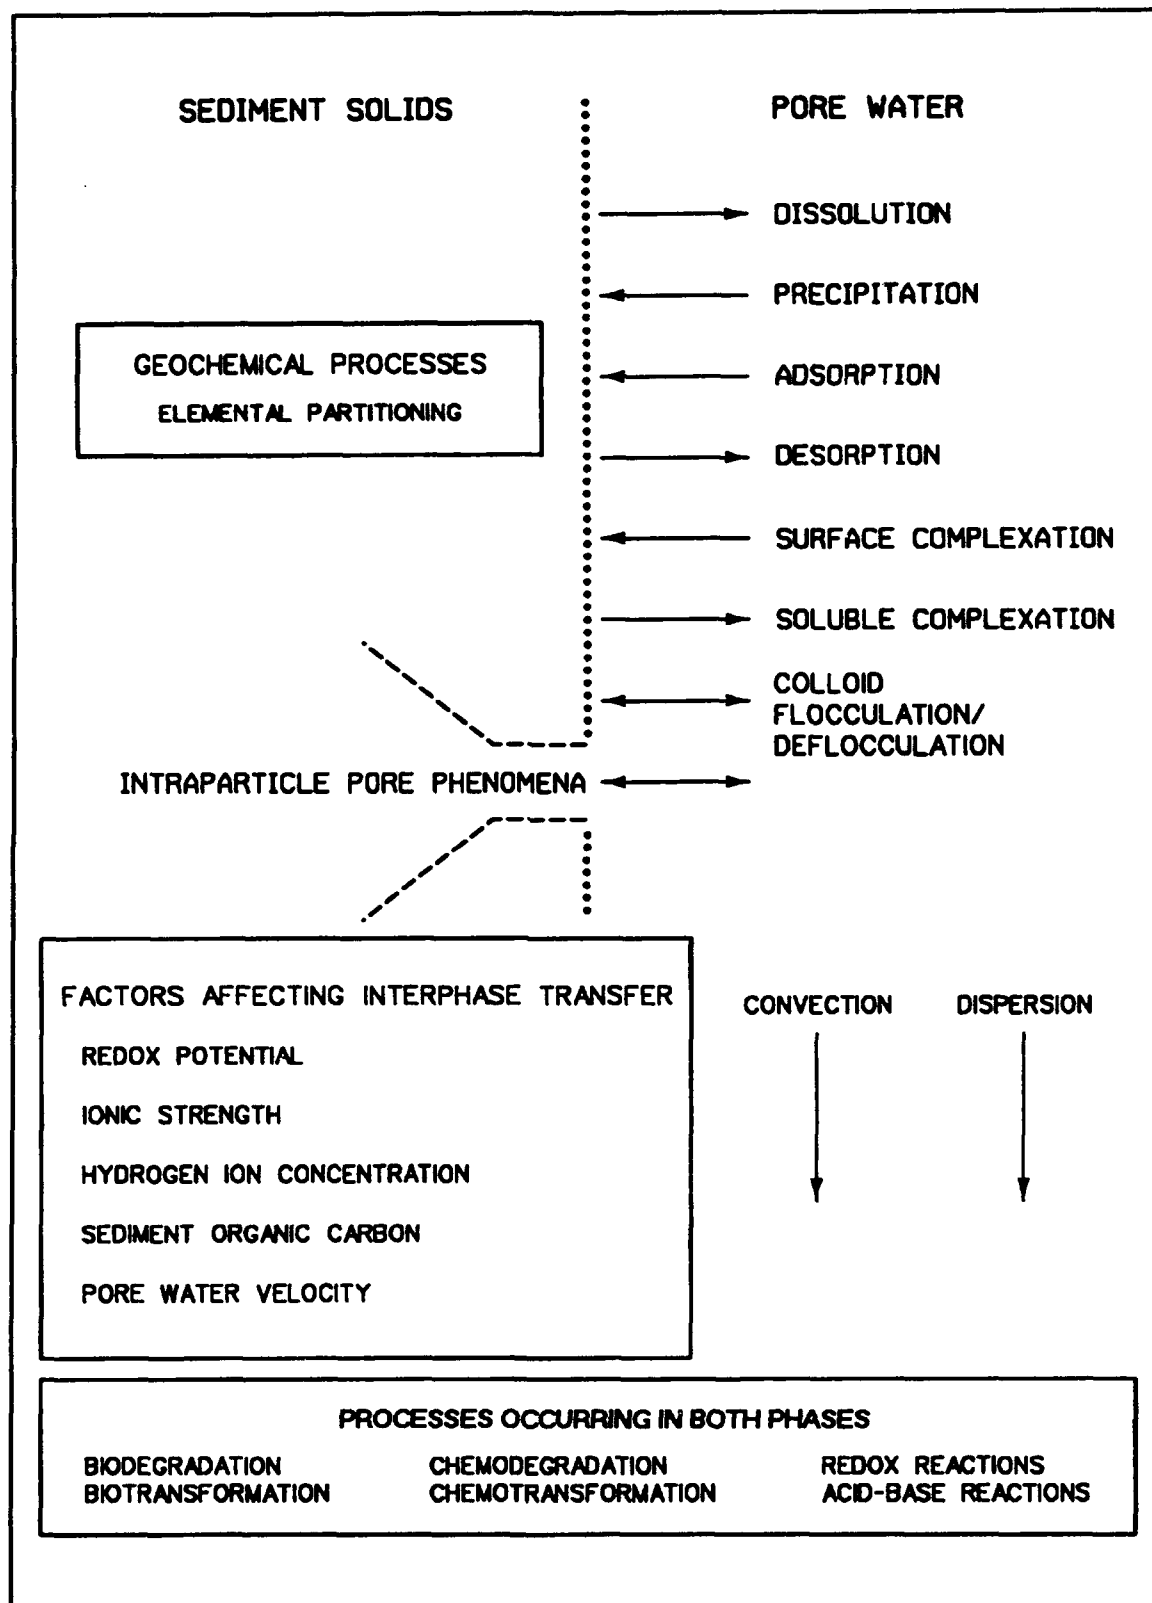 SEDIMENT SOLIDS
PORE WATER
DISSOLUTION
PRECIPITATION
GEOCHEMICAL PROCESSES
ELEMENTAL PARTITIONING
ADSORPTION
DESORPTION
SURFACE COMPLEXATION
SOLUBLE COMPLEXATION
COLLOID
FLOCCULATION/
DEFLOCCULATION
INTRAPARTICLE PORE PHENOMENA
FACTORS AFFECTING INTERPHASE TRANSFER
REDOX POTENTIAL
IONIC STRENGTH
HYDROGEN ION CONCENTRATION
SEDIMENT ORGANIC CARBON
PORE WATER VELOCITY
CONVECTION
DISPERSION
PROCESSES OCCURRING IN BOTH PHASES
BIODEGRADATION
BIOTRANSFORMATION
CHEMODEGRADATION
CHEMOTRANSFORMATION
REDOX REACTIONS
ACID-BASE REACTIONS